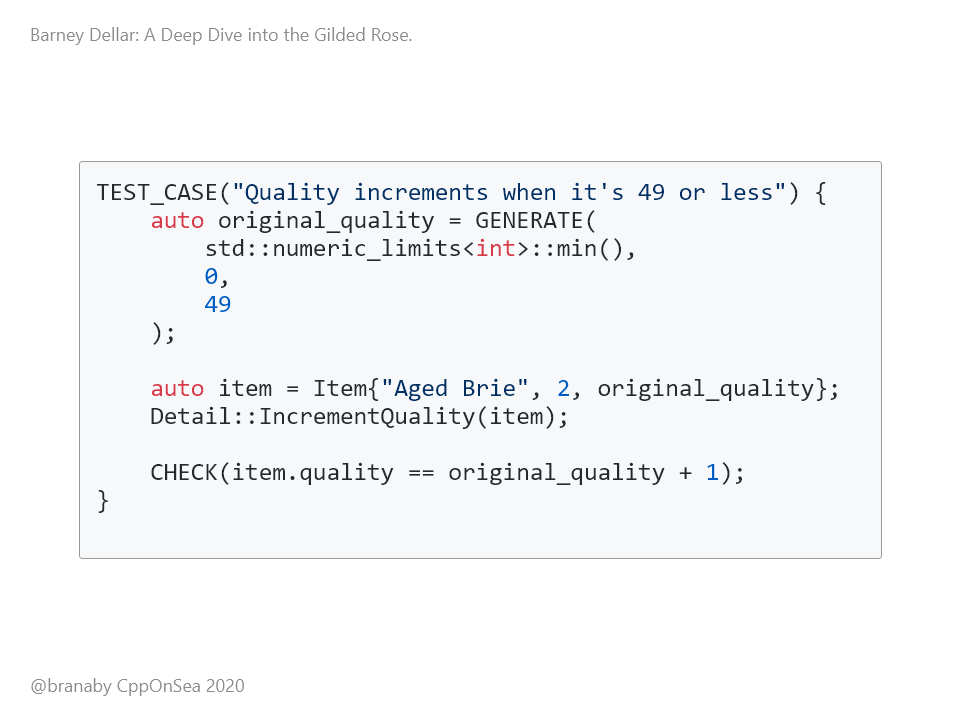 Barney Dellar: A Deep Dive into the Gilded Rose.
TEST_CASE("Quality increments when it's 49 or less") {
    auto original_quality = GENERATE(
        std::numeric_limits<int>::min(),
        0,
        49
    );

    auto item = Item{"Aged Brie", 2, original_quality};
    Detail::IncrementQuality(item);

    CHECK(item.quality == original_quality + 1);
}
@branaby CppOnSea 2020